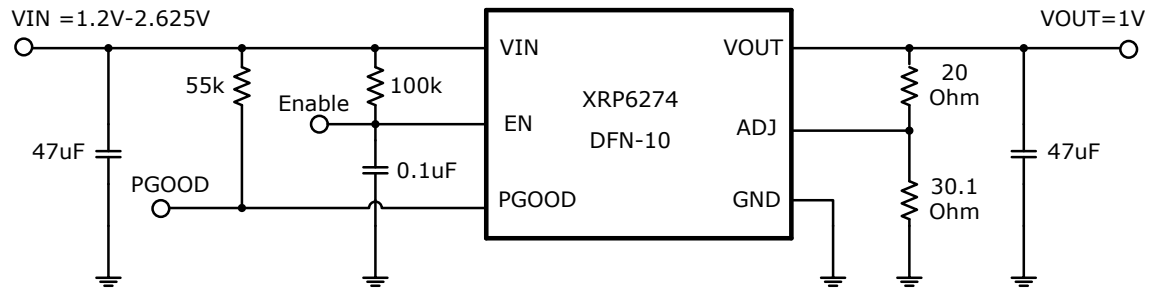 VIN =1.2V-2.625V
VOUT=1V
VIN
VOUT
55k
100k
20
Ohm
Enable
XRP6274
EN
ADJ
DFN-10
47uF
0.1uF
47uF
PGOOD
PGOOD
GND
30.1
Ohm